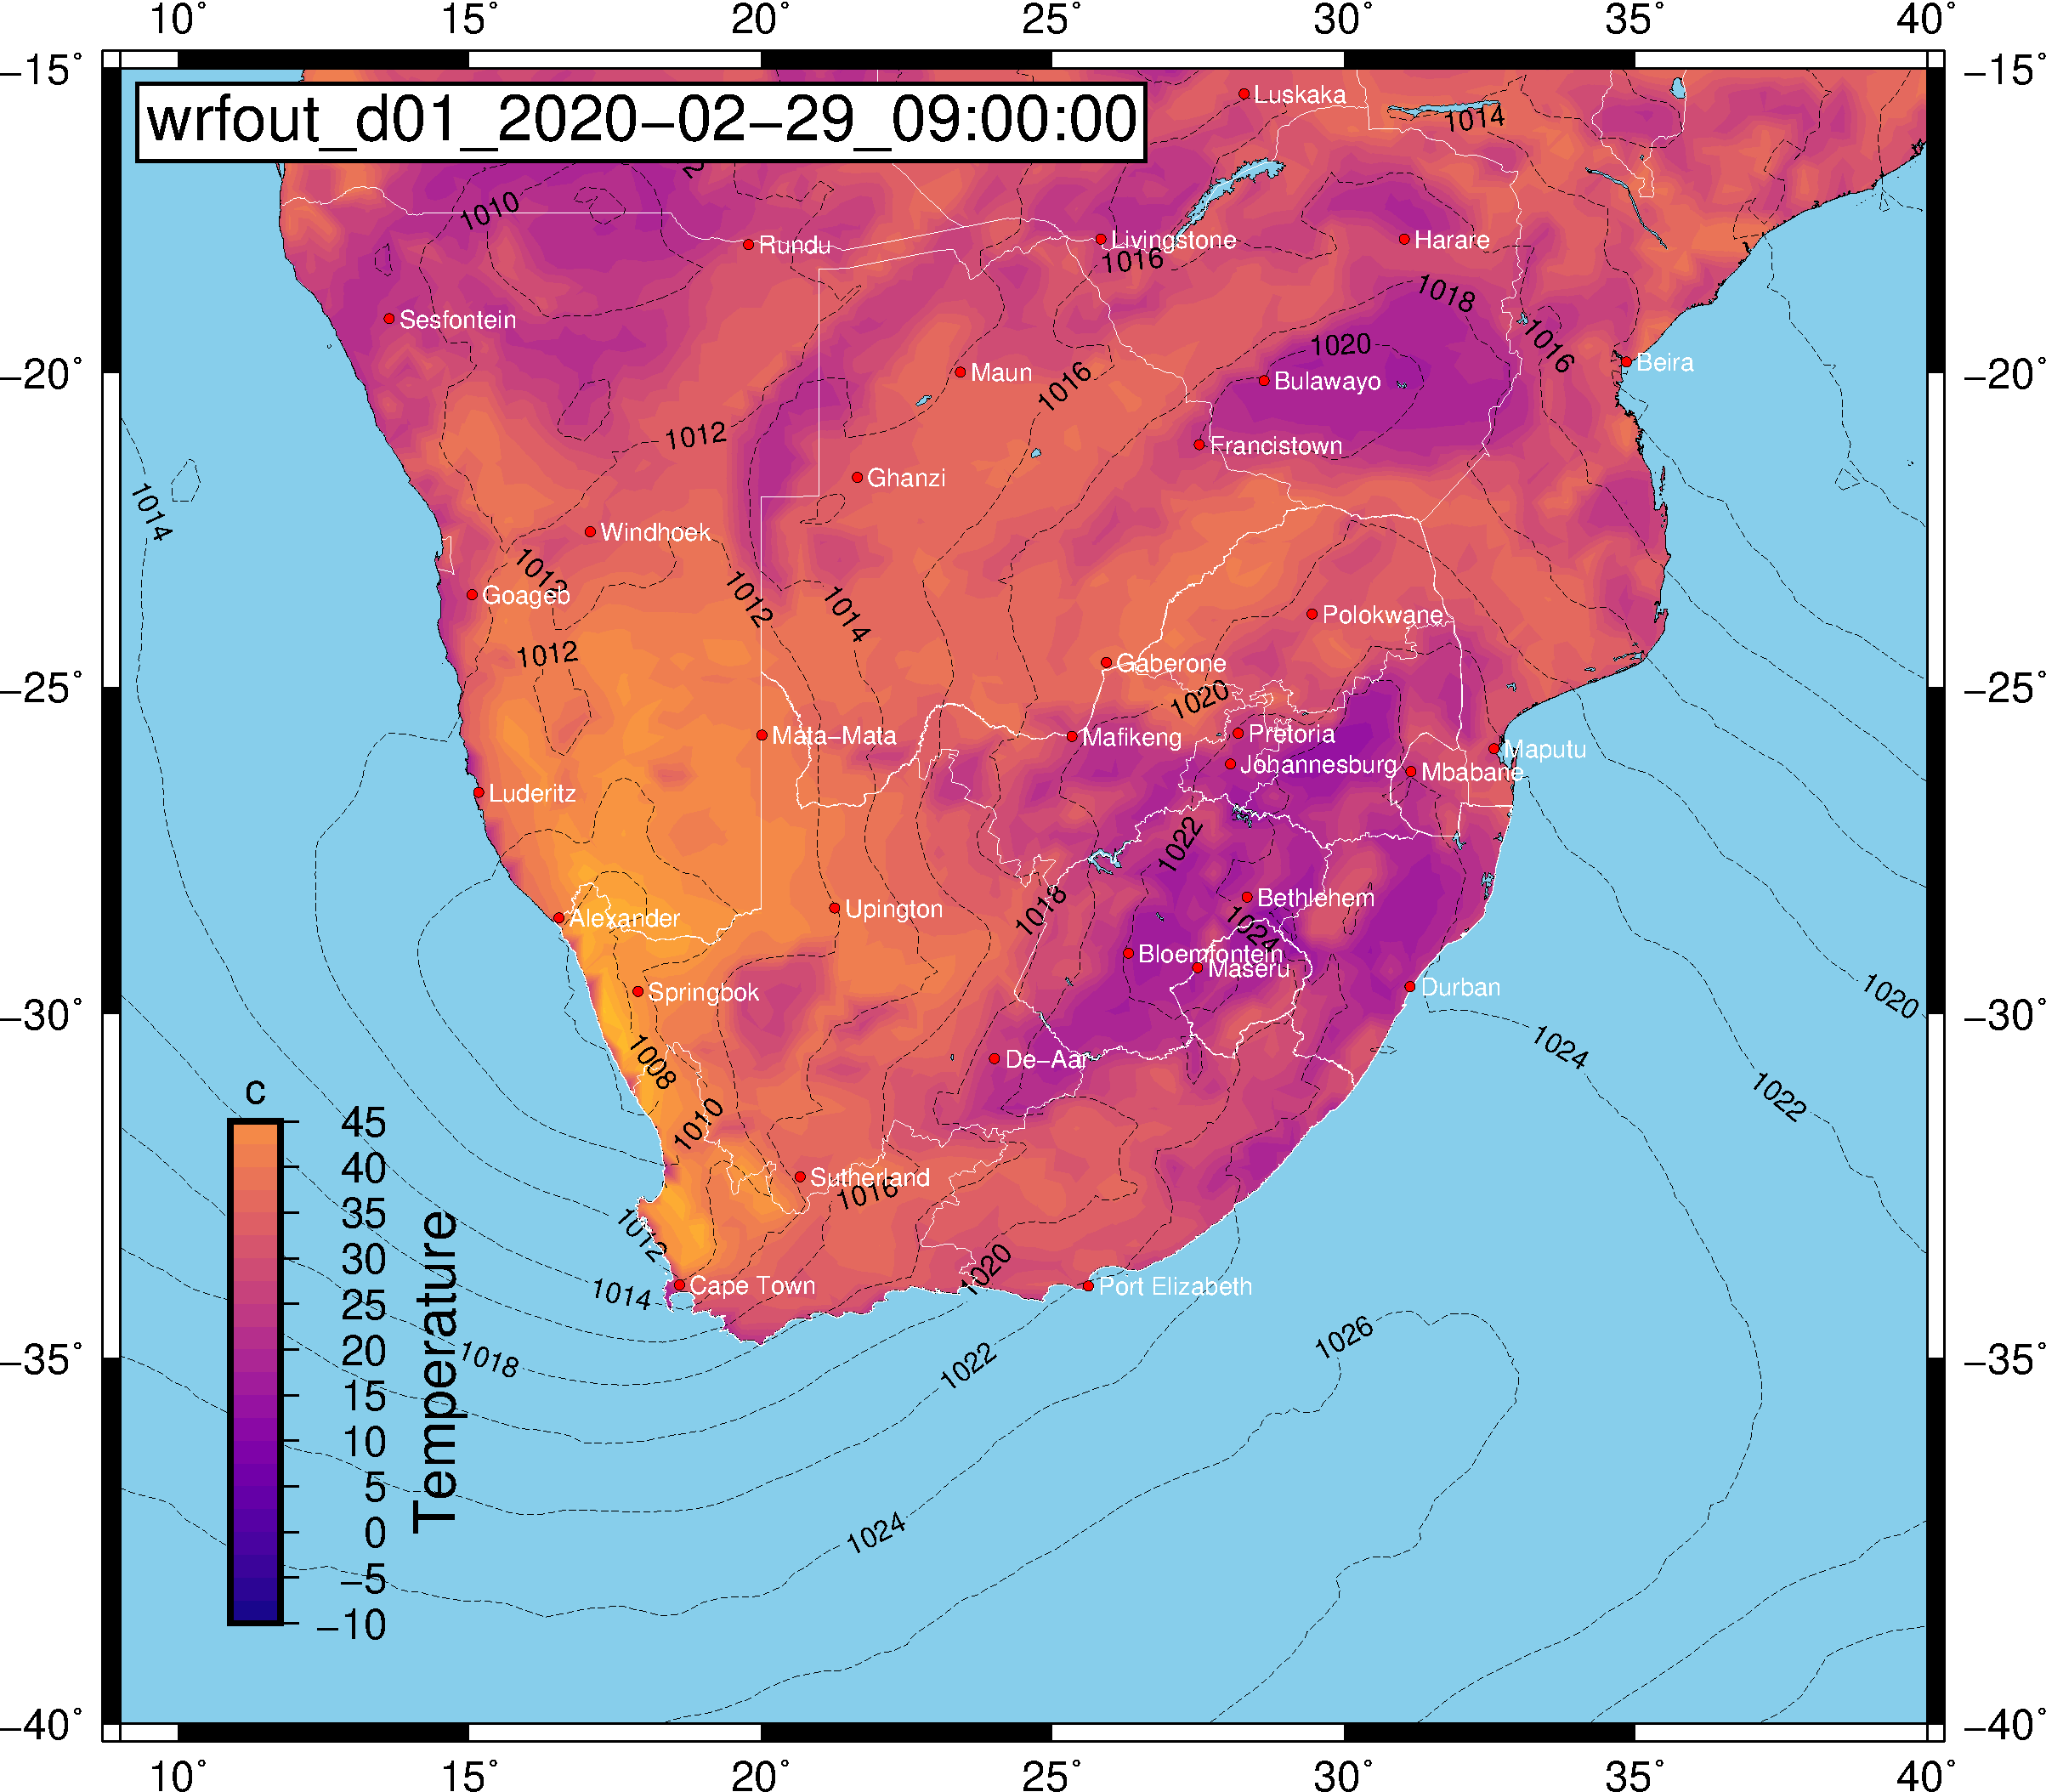 10° 15° 20° 25° 30° 35° 40°
−15° −15°
wrfout_d01_2020−02−29_09:00:00
Luskaka
1014
2
1010
Rundu
Livingstone
Harare
1016
1018
Sesfontein
1020
1016
Beira
Maun
1016
Bulawayo
−20° −20°
1012
Francistown
Ghanzi
1014
Windhoek
1012
Goageb
1012
1014
Polokwane
1012
Gaberone
−25° −25°
1020
Mata−Mata
Mafikeng
Pretoria
Maputu
Johannesburg
Mbabane
Luderitz
1022
Alexander
Upington
1018
Bethlehem
1024
Bloemfontein
Maseru
Springbok
Durban
1020
−30° −30°
1008
De−Aar
1024
1022
c
45
1010
40
Sutherland
1016
35
1012
30
1020
Cape Town
Port Elizabeth
25
1014
1026
20
1018
1022
−35° −35°
15
10
5
0
−5
−10
Temperature
1024
−40° −40°
10° 15° 20° 25° 30° 35° 40°